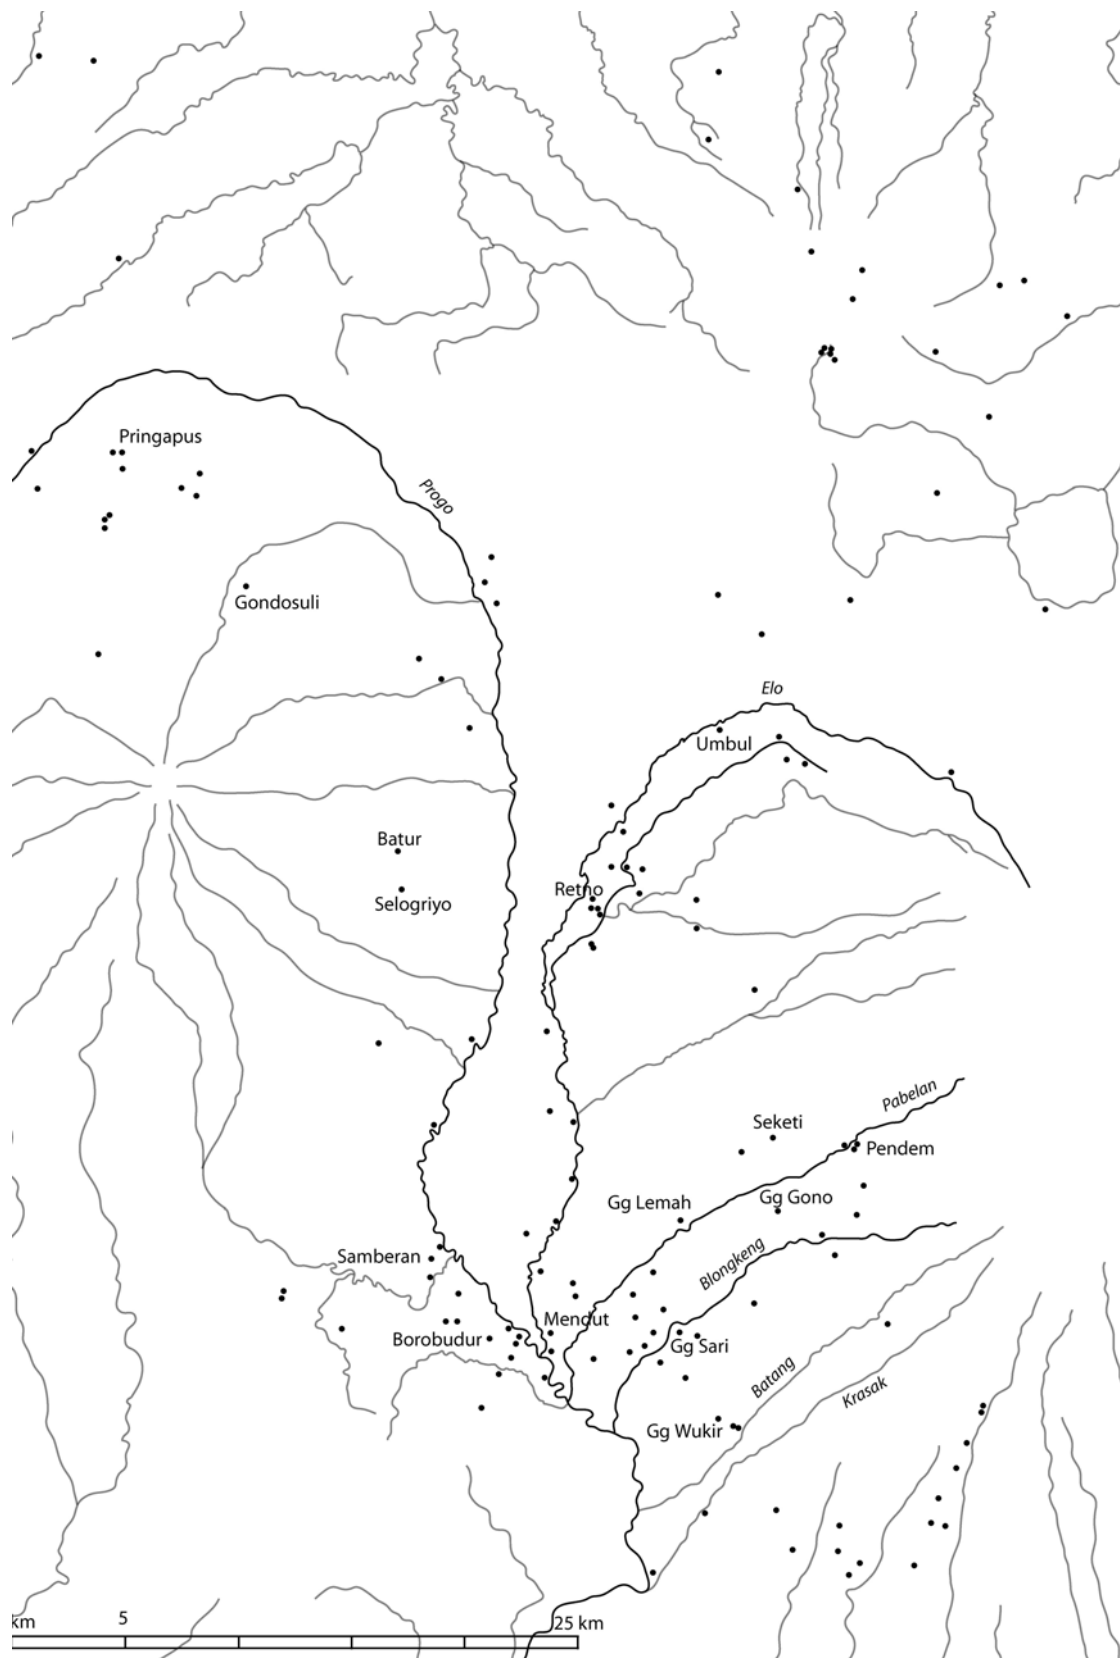 Pringapus
Progo
Gondosuli
Elo
Umbul
Batur
Retno
Selogriyo
Pabelan
Seketi
Pendem
Gg Lemah
Gg Gono
Samberan
Blongkeng
Mendut
Borobudur
Gg Sari
Batang
Krasak
Gg Wukir
km 5 25 km